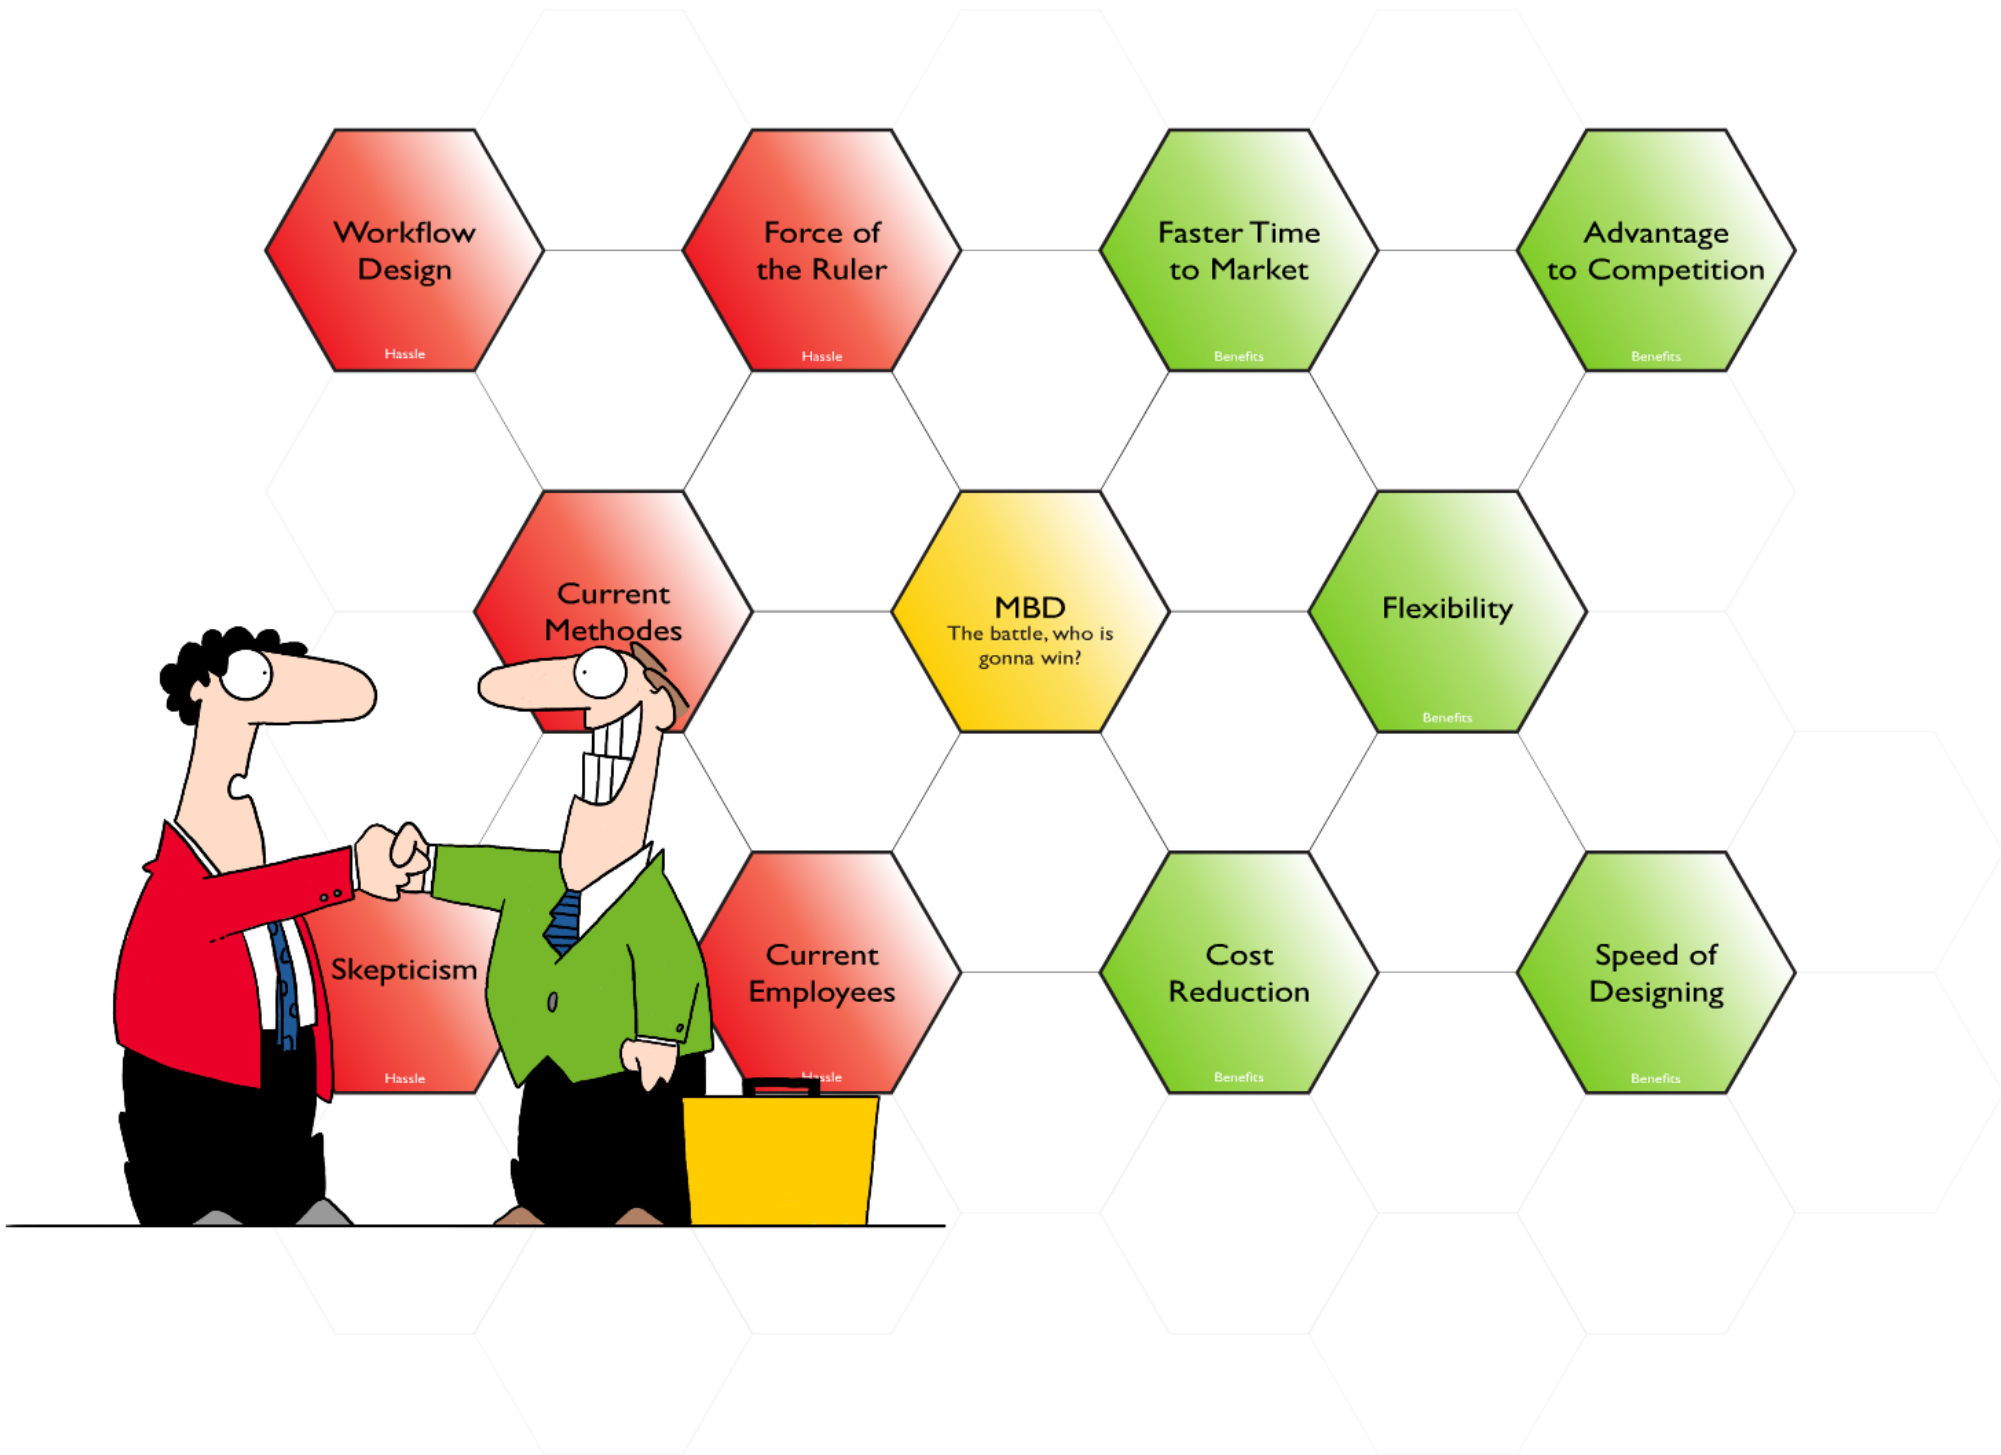 Workflow
Design
Hassle
Force of
the Ruler
Hassle
Faster Time
to Market
Benefits
Advantage
to Competition
Benefits
Current
Methodes
MBD
The battle, who is
gonna win?
Flexibility
Benefits
Skepticism
Hassle
Current
Employees
Hassle
Cost
Reduction
Benefits
Speed of
Designing
Benefits